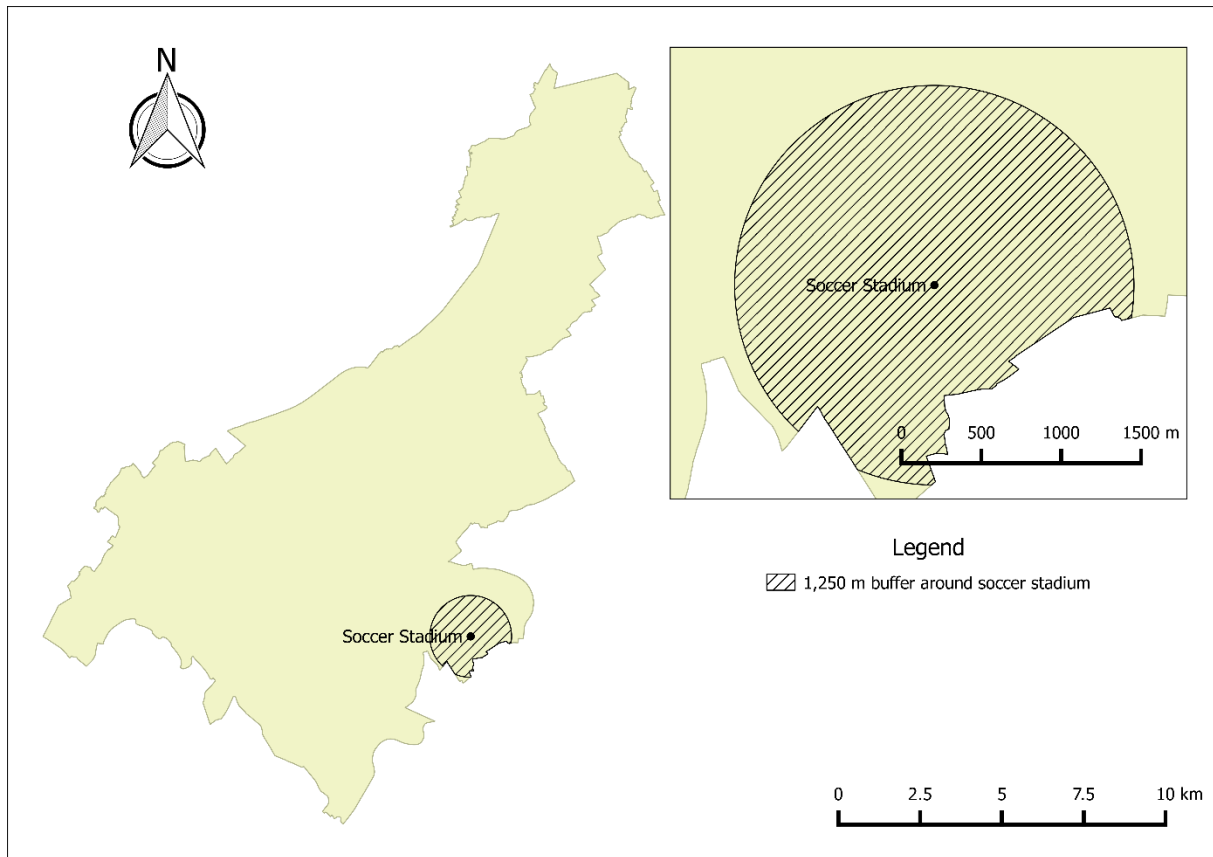 N
Soccer Stadium
0 500 1000 1500 m
Legend
1,250 m buffer around soccer stadium
Soccer Stadium
0 2.5 5 7.5 10 km